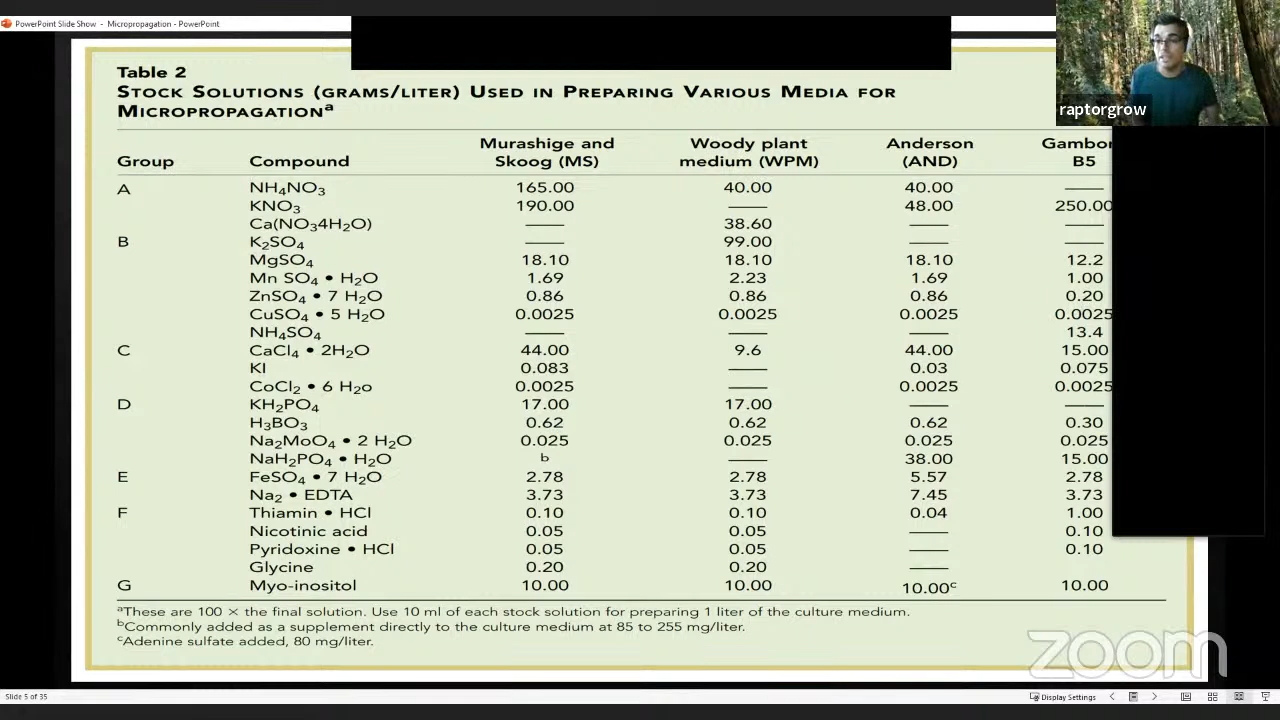 PowerPoint Slide Show - Micropropagation - PowerPoint
raptorgrow
Table 2
STOCK SOLUTIONS (GRAMS/LITER) USED IN PREPARING VARIOUS MEDIA FOR
MICROPROPAGATIONᵃ
Group Compound Murashige and Skoog (MS) Woody plant medium (WPM) Anderson (AND) B5
A NH₄NO₃ 165.00 40.00 40.00 ——
KNO₃ 190.00 —— 48.00 250.00
Ca(NO₃4H₂O) —— 38.60 —— ——
B K₂SO₄ —— 99.00 —— ——
MgSO₄ 18.10 18.10 18.10 12.2
Mn SO₄ • H₂O 1.69 2.23 1.69 1.00
ZnSO₄ • 7 H₂O 0.86 0.86 0.86 0.20
CuSO₄ • 5 H₂O 0.0025 0.0025 0.0025 0.0025
NH₄SO₄ —— —— —— 13.4
C CaCl₄ • 2H₂O 44.00 9.6 44.00 15.00
KI 0.083 —— 0.03 0.075
CoCl₂ • 6 H₂o 0.0025 —— 0.0025 0.0025
D KH₂PO₄ 17.00 17.00 —— ——
H₃BO₃ 0.62 0.62 0.62 0.30
Na₂MoO₄ • 2 H₂O 0.025 0.025 0.025 0.025
NaH₂PO₄ • H₂O b —— 38.00 15.00
E FeSO₄ • 7 H₂O 2.78 2.78 5.57 2.78
Na₂ • EDTA 3.73 3.73 7.45 3.73
F Thiamin • HCl 0.10 0.10 0.04 1.00
Nicotinic acid 0.05 0.05 —— 0.10
Pyridoxine • HCl 0.05 0.05 —— 0.10
Glycine 0.20 0.20 ——
G Myo-inositol 10.00 10.00 10.00ᶜ 10.00
ᵃThese are 100 × the final solution. Use 10 ml of each stock solution for preparing 1 liter of the culture medium.
ᵇCommonly added as a supplement directly to the culture medium at 85 to 255 mg/liter.
ᶜAdenine sulfate added, 80 mg/liter.
zoom
Slide 5 of 35
Display Settings